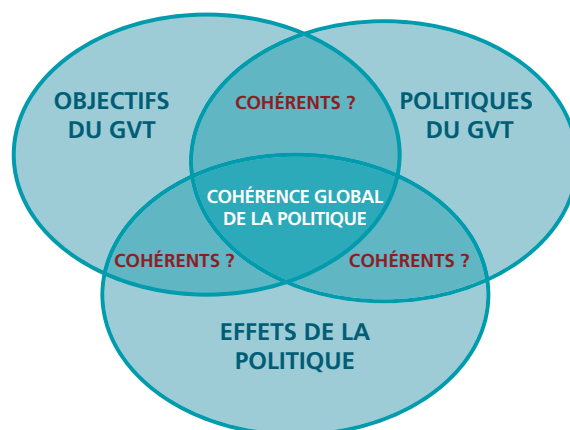 OBJECTIFS
DU GVT
COHÉRENTS ?
POLITIQUES
DU GVT
COHÉRENCE GLOBAL
DE LA POLITIQUE
COHÉRENTS ?
COHÉRENTS ?
EFFETS DE LA
POLITIQUE